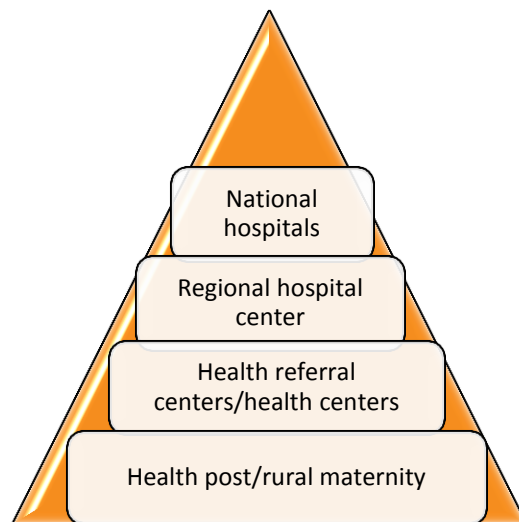 National
hospitals
Regional hospital
center
Health referral
centers/health centers
Health post/rural maternity